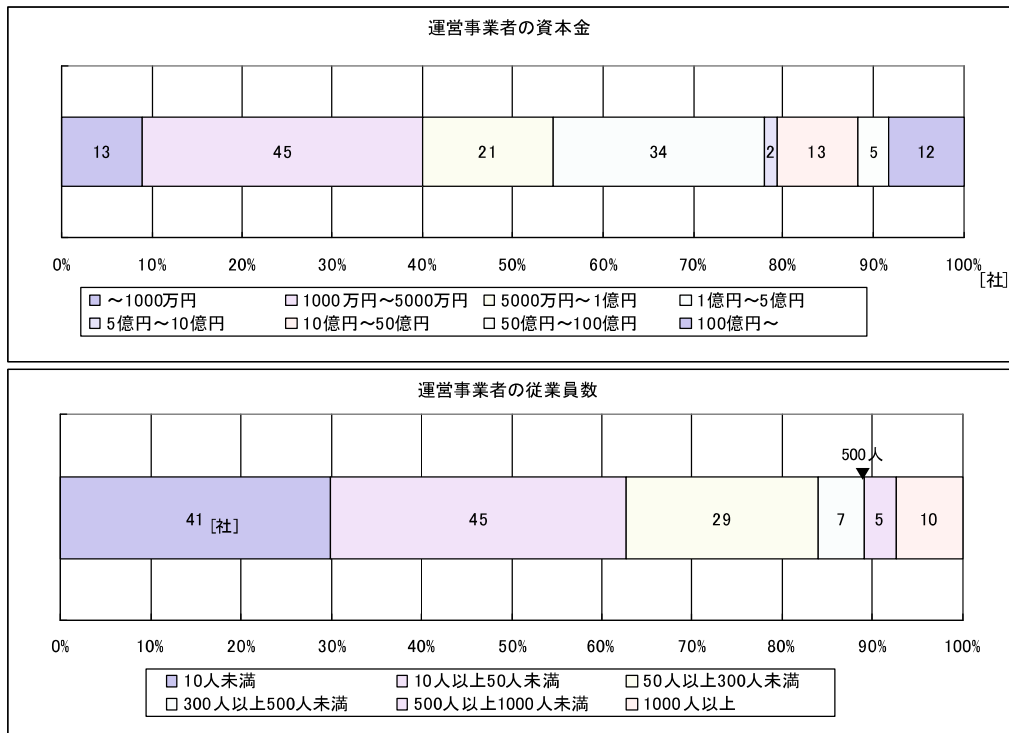 運営事業者の資本金
13 45 21 34 2 13 5 12
0% 10% 20% 30% 40% 50% 60% 70% 80% 90% 100%
[社]
～1000万円 1000万円～5000万円 5000万円～1億円 1億円～5億円
5億円～10億円 10億円～50億円 50億円～100億円 100億円～
運営事業者の従業員数
500人
41 [社] 45 29 7 5 10
0% 10% 20% 30% 40% 50% 60% 70% 80% 90% 100%
10人未満 10人以上50人未満 50人以上300人未満
300人以上500人未満 500人以上1000人未満 1000人以上